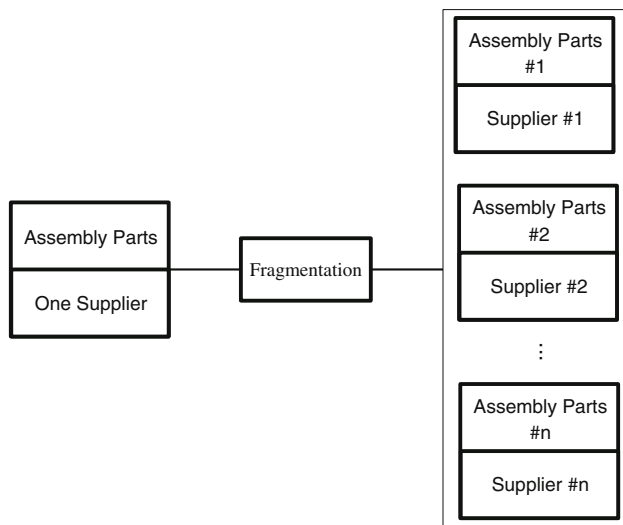 Assembly Parts
One Supplier
Fragmentation
Assembly Parts
#1
Supplier #1
Assembly Parts
#2
Supplier #2
...
Assembly Parts
#n
Supplier #n